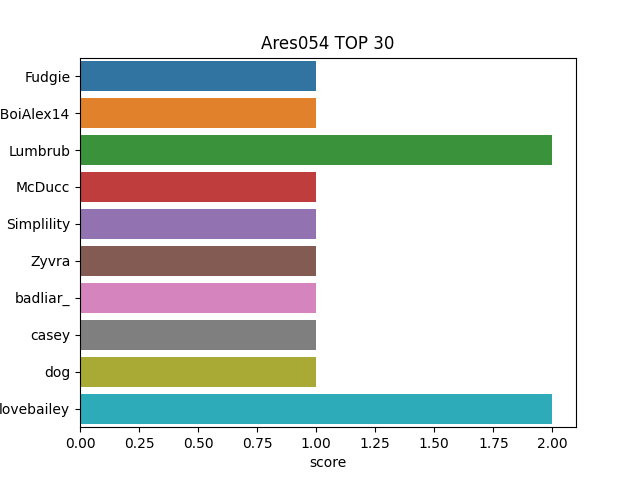 Ares054 TOP 30
Fudgie
BoiAlex14
Lumbrub
McDucc
Simplility
Zyvra
badliar_
casey
dog
lovebailey
0.00 0.25 0.50 0.75 1.00 1.25 1.50 1.75 2.00
score